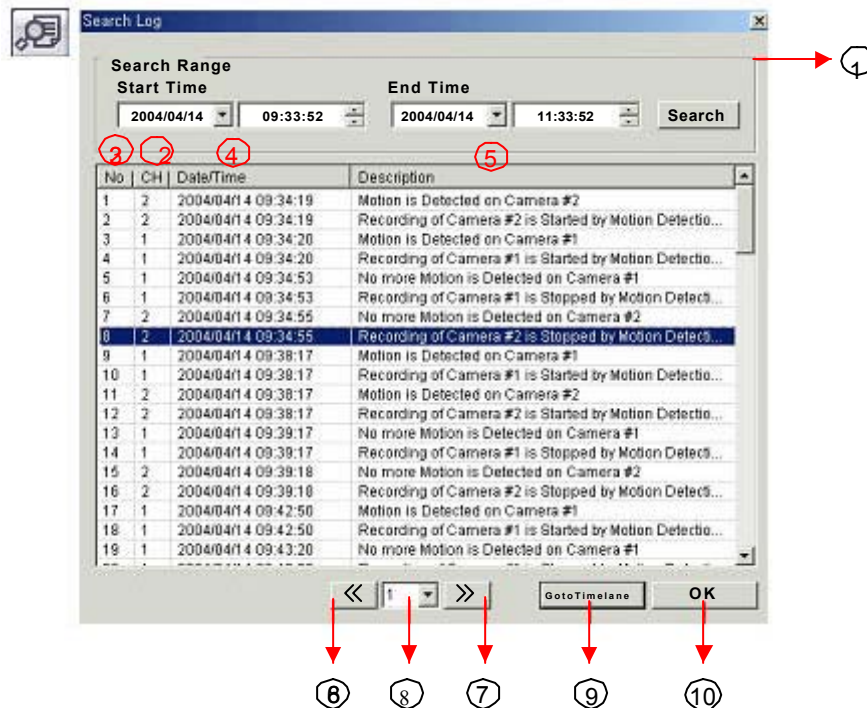 Search Log
1
Search Range
Start Time End Time
2004/04/14 09:33:52 2004/04/14 11:33:52 Search
3 2 4 5
No CH Date/Time Description
1 2 2004/04/14 09:34:19 Motion is Detected on Camera #2
2 2 2004/04/14 09:34:19 Recording of Camera #2 is Started by Motion Detectio...
3 1 2004/04/14 09:34:20 Motion is Detected on Camera #1
4 1 2004/04/14 09:34:20 Recording of Camera #1 is Started by Motion Detectio...
5 1 2004/04/14 09:34:53 No more Motion is Detected on Camera #1
6 1 2004/04/14 09:34:53 Recording of Camera #1 is Stopped by Motion Detecti...
7 2 2004/04/14 09:34:55 No more Motion is Detected on Camera #2
8 2 2004/04/14 09:34:55 Recording of Camera #2 is Stopped by Motion Detecti...
9 1 2004/04/14 09:38:17 Motion is Detected on Camera #1
10 1 2004/04/14 09:38:17 Recording of Camera #1 is Started by Motion Detectio...
11 2 2004/04/14 09:38:17 Motion is Detected on Camera #2
12 2 2004/04/14 09:38:17 Recording of Camera #2 is Started by Motion Detectio...
13 1 2004/04/14 09:39:17 No more Motion is Detected on Camera #1
14 1 2004/04/14 09:39:17 Recording of Camera #1 is Stopped by Motion Detecti...
15 2 2004/04/14 09:39:18 No more Motion is Detected on Camera #2
16 2 2004/04/14 09:39:18 Recording of Camera #2 is Stopped by Motion Detecti...
17 1 2004/04/14 09:42:50 Motion is Detected on Camera #1
18 1 2004/04/14 09:42:50 Recording of Camera #1 is Started by Motion Detectio...
19 1 2004/04/14 09:43:20 No more Motion is Detected on Camera #1
« 1 » GotoTimelane OK
6 8 7 9 10